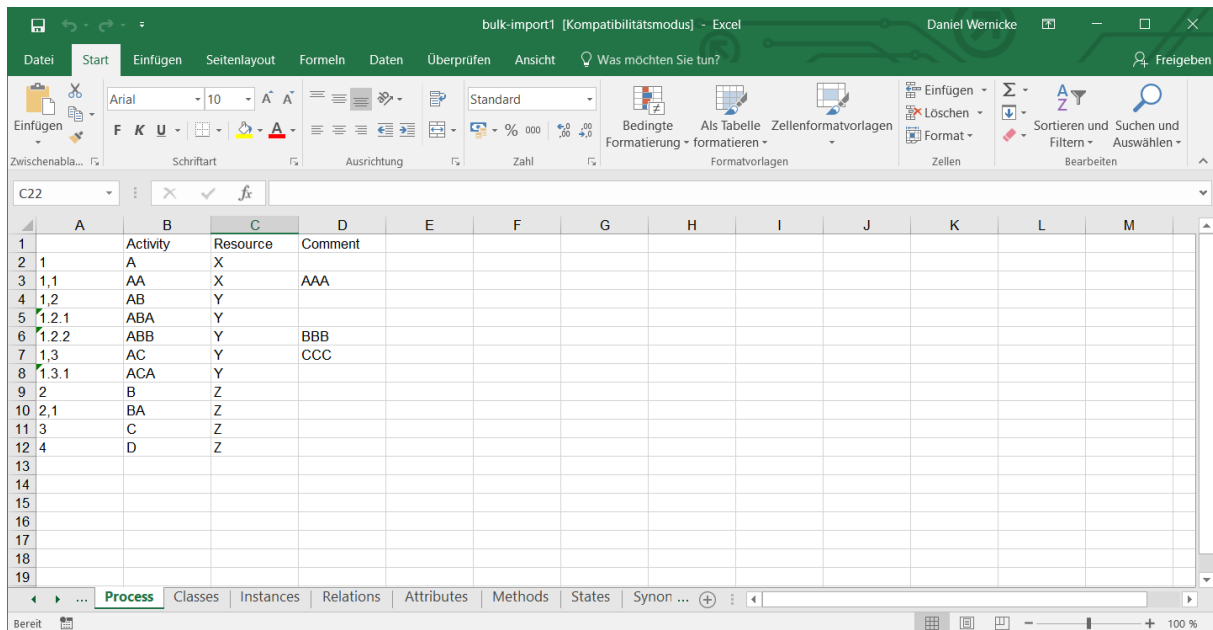 bulk-import1 [Kompatibilitätsmodus] - Excel
Daniel Wernicke
Datei Start Einfügen Seitenlayout Formeln Daten Überprüfen Ansicht Was möchten Sie tun? Freigeben
Einfügen
Arial 10
F K U
Standard
% 000
Bedingte Formatierung
Als Tabelle formatieren
Zellenformatvorlagen
Einfügen
Löschen
Format
Sortieren und Filtern
Suchen und Auswählen
Zwischenabla... Schriftart Ausrichtung Zahl Formatvorlagen Zellen Bearbeiten
C22 fx
A B C D E F G H I J K L M
1 Activity Resource Comment
2 1 A X
3 1,1 AA X AAA
4 1,2 AB Y
5 1.2.1 ABA Y
6 1.2.2 ABB Y BBB
7 1,3 AC Y CCC
8 1.3.1 ACA Y
9 2 B Z
10 2,1 BA Z
11 3 C Z
12 4 D Z
13
14
15
16
17
18
19
... Process Classes Instances Relations Attributes Methods States Synon ...
Bereit 100 %